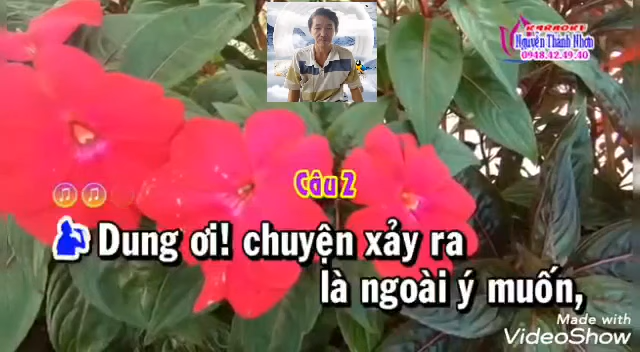 KARAOKE
Nguyễn Thành Nhơn
0948.42.49.40
Câu 2
Dung ơi! chuyện xảy ra
là ngoài ý muốn,
Made with
VideoShow